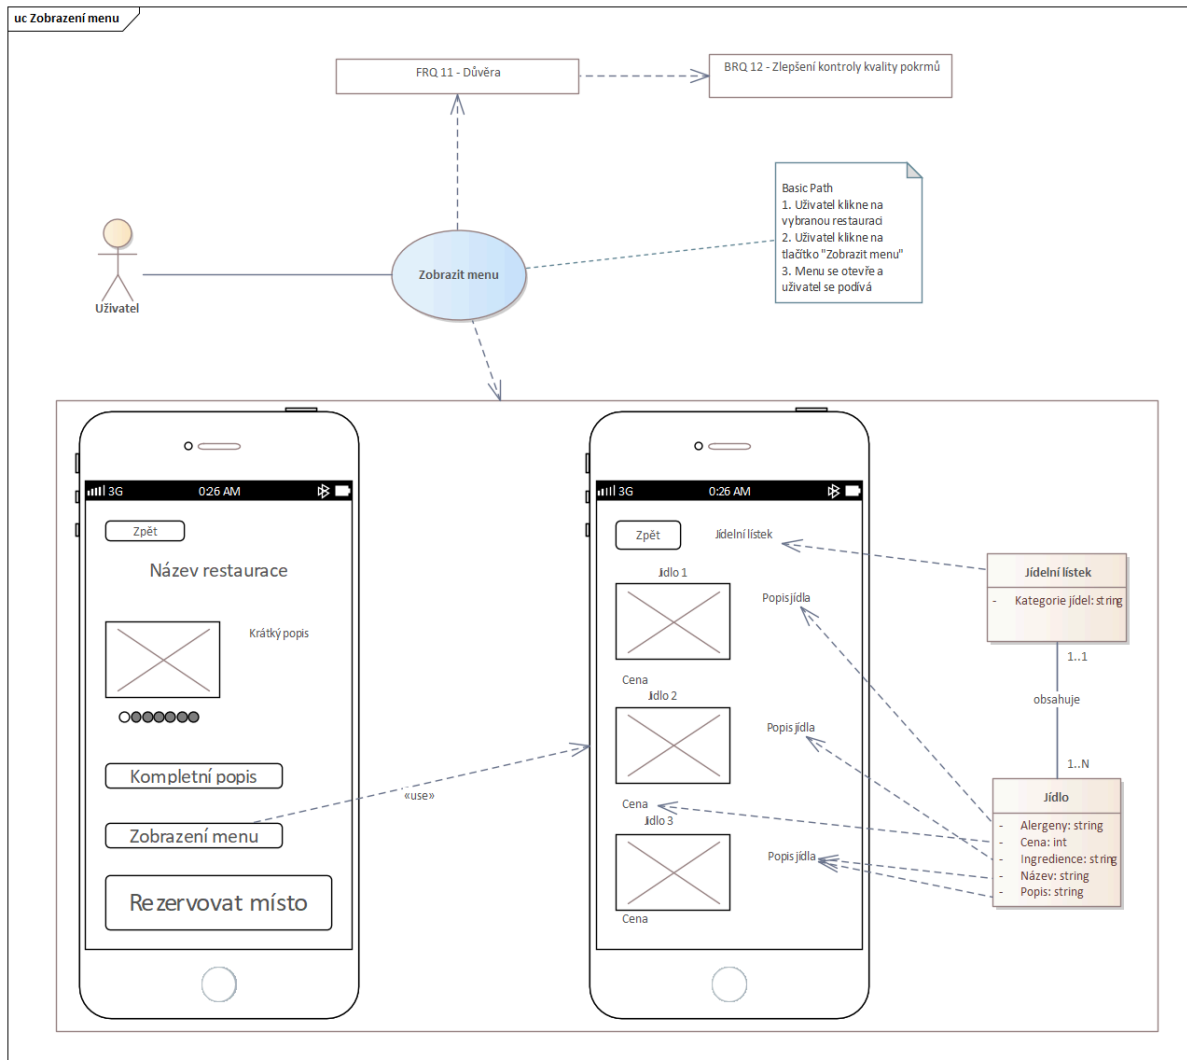 uc Zobrazení menu
FRQ 11 - Důvěra
BRQ 12 - Zlepšení kontroly kvality pokrmů
Basic Path
1. Uživatel klikne na
vybranou restauraci
2. Uživatel klikne na
tlačítko "Zobrazit menu"
3. Menu se otevře a
uživatel se podívá
Zobrazit menu
Uživatel
3G 0:26 AM
Zpět
Název restaurace
Krátký popis
Kompletní popis
Zobrazení menu
Rezervovat místo
«use»
3G 0:26 AM
Zpět
Jídelní lístek
Jídlo 1
Popis jídla
Cena
Jídlo 2
Popis jídla
Cena
Jídlo 3
Popis jídla
Cena
Jídelní lístek
- Kategorie jídel: string
1..1
obsahuje
1..N
Jídlo
- Alergeny: string
- Cena: int
- Ingredience: string
- Název: string
- Popis: string